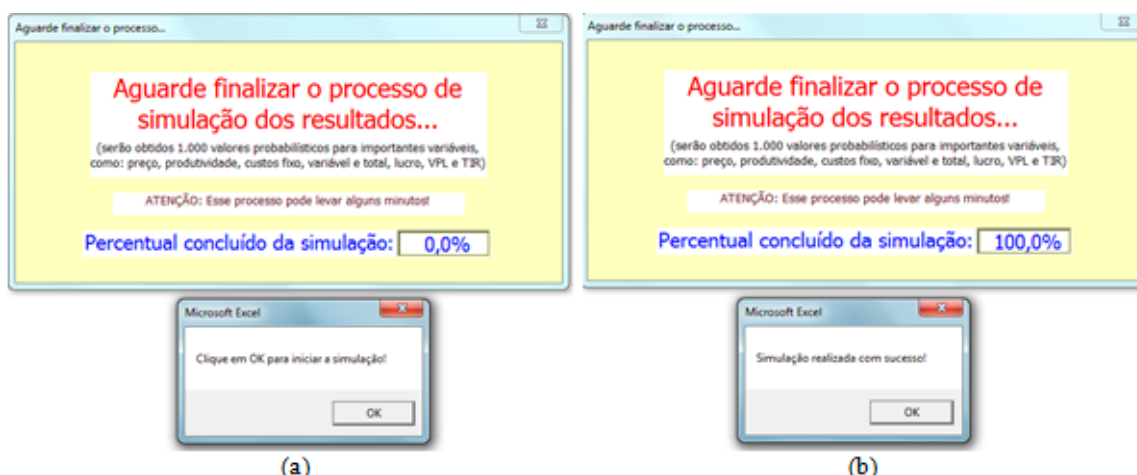 Aguarde finalizar o processo...
Aguarde finalizar o processo de
simulação dos resultados...
(serão obtidos 1.000 valores probabilísticos para importantes variáveis,
como: preço, produtividade, custos fixo, variável e total, lucro, VPL e TIR)
ATENÇÃO: Esse processo pode levar alguns minutos!
Percentual concluído da simulação: 0,0%
Microsoft Excel
Clique em OK para iniciar a simulação!
OK
(a)
Aguarde finalizar o processo...
Aguarde finalizar o processo de
simulação dos resultados...
(serão obtidos 1.000 valores probabilísticos para importantes variáveis,
como: preço, produtividade, custos fixo, variável e total, lucro, VPL e TIR)
ATENÇÃO: Esse processo pode levar alguns minutos!
Percentual concluído da simulação: 100,0%
Microsoft Excel
Simulação realizada com sucesso!
OK
(b)